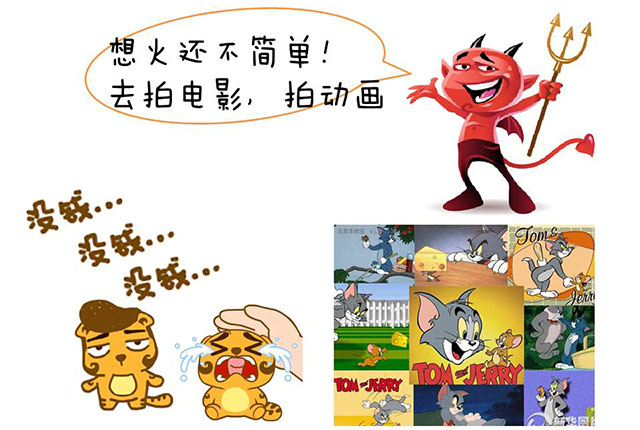 想火还不简单！
去拍电影，拍动画
没钱...
没钱...
没钱...
Tom &
Jerry
TOM AND JERRY
TOM AND JERRY